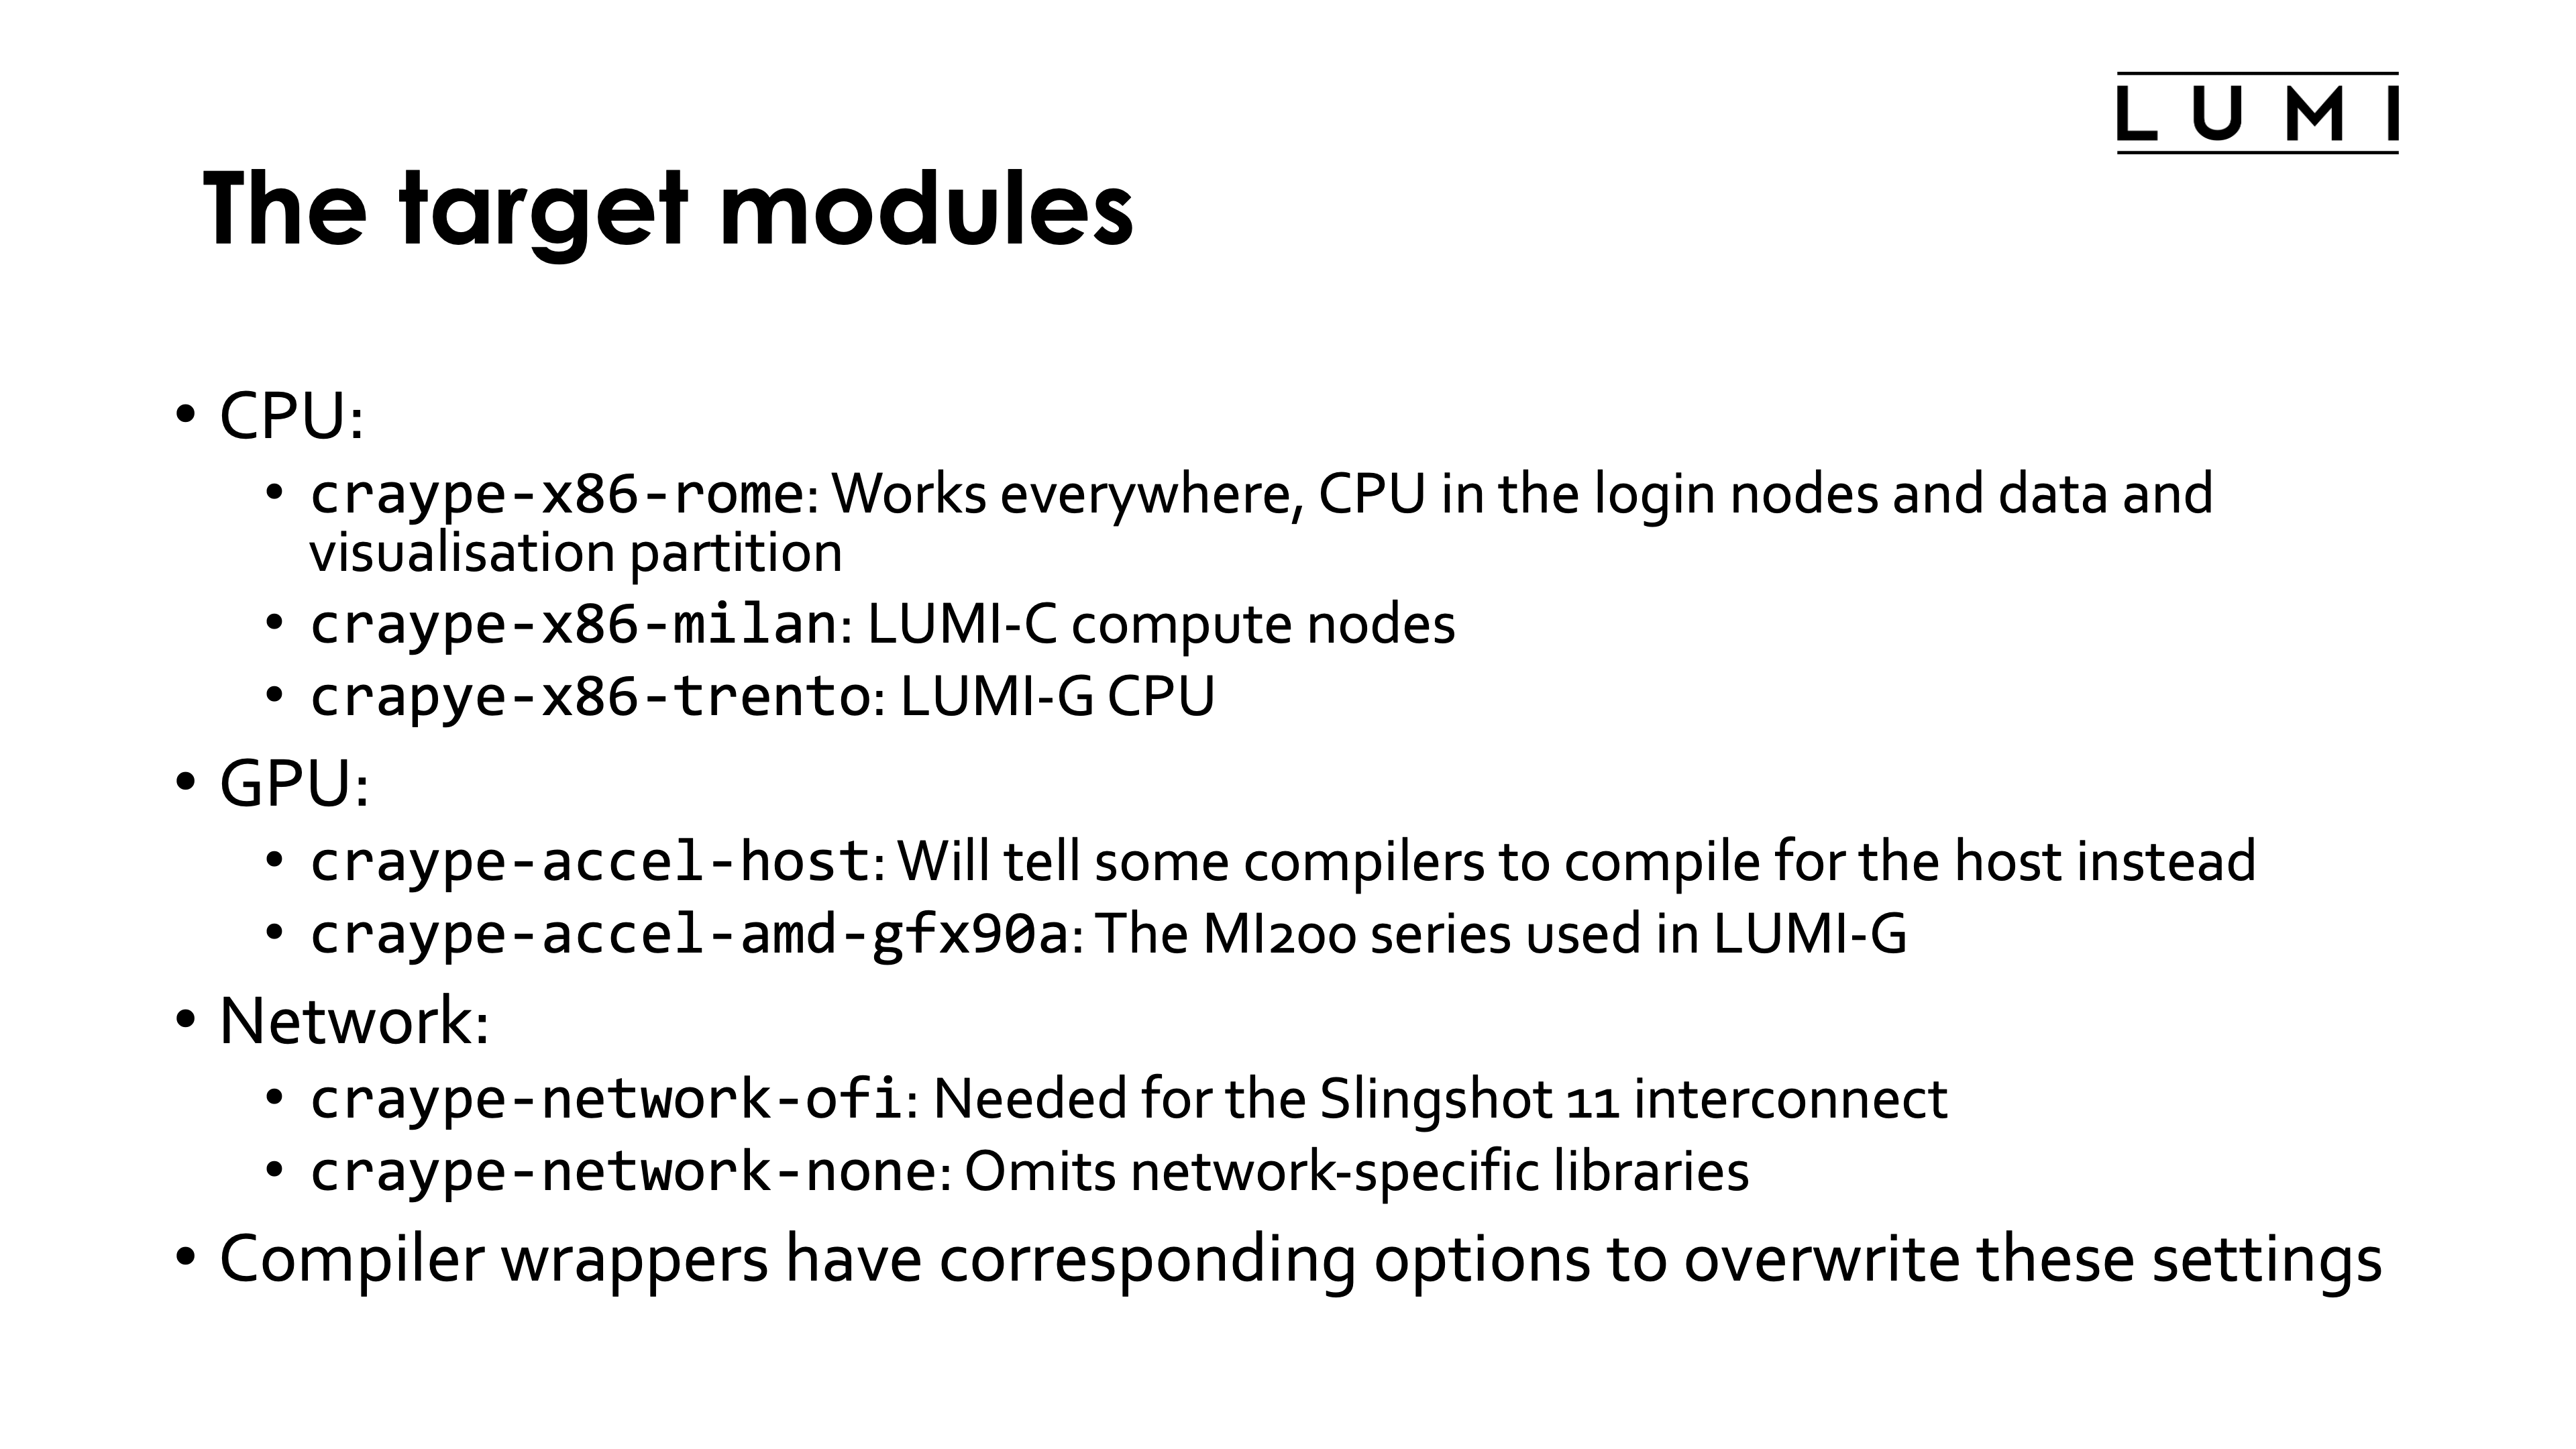 LUMI
The target modules
• CPU:
• craype-x86-rome: Works everywhere, CPU in the login nodes and data and
visualisation partition
• craype-x86-milan: LUMI-C compute nodes
• crapye-x86-trento: LUMI-G CPU
• GPU:
• craype-accel-host: Will tell some compilers to compile for the host instead
• craype-accel-amd-gfx90a: The MI200 series used in LUMI-G
• Network:
• craype-network-ofi: Needed for the Slingshot 11 interconnect
• craype-network-none: Omits network-specific libraries
• Compiler wrappers have corresponding options to overwrite these settings